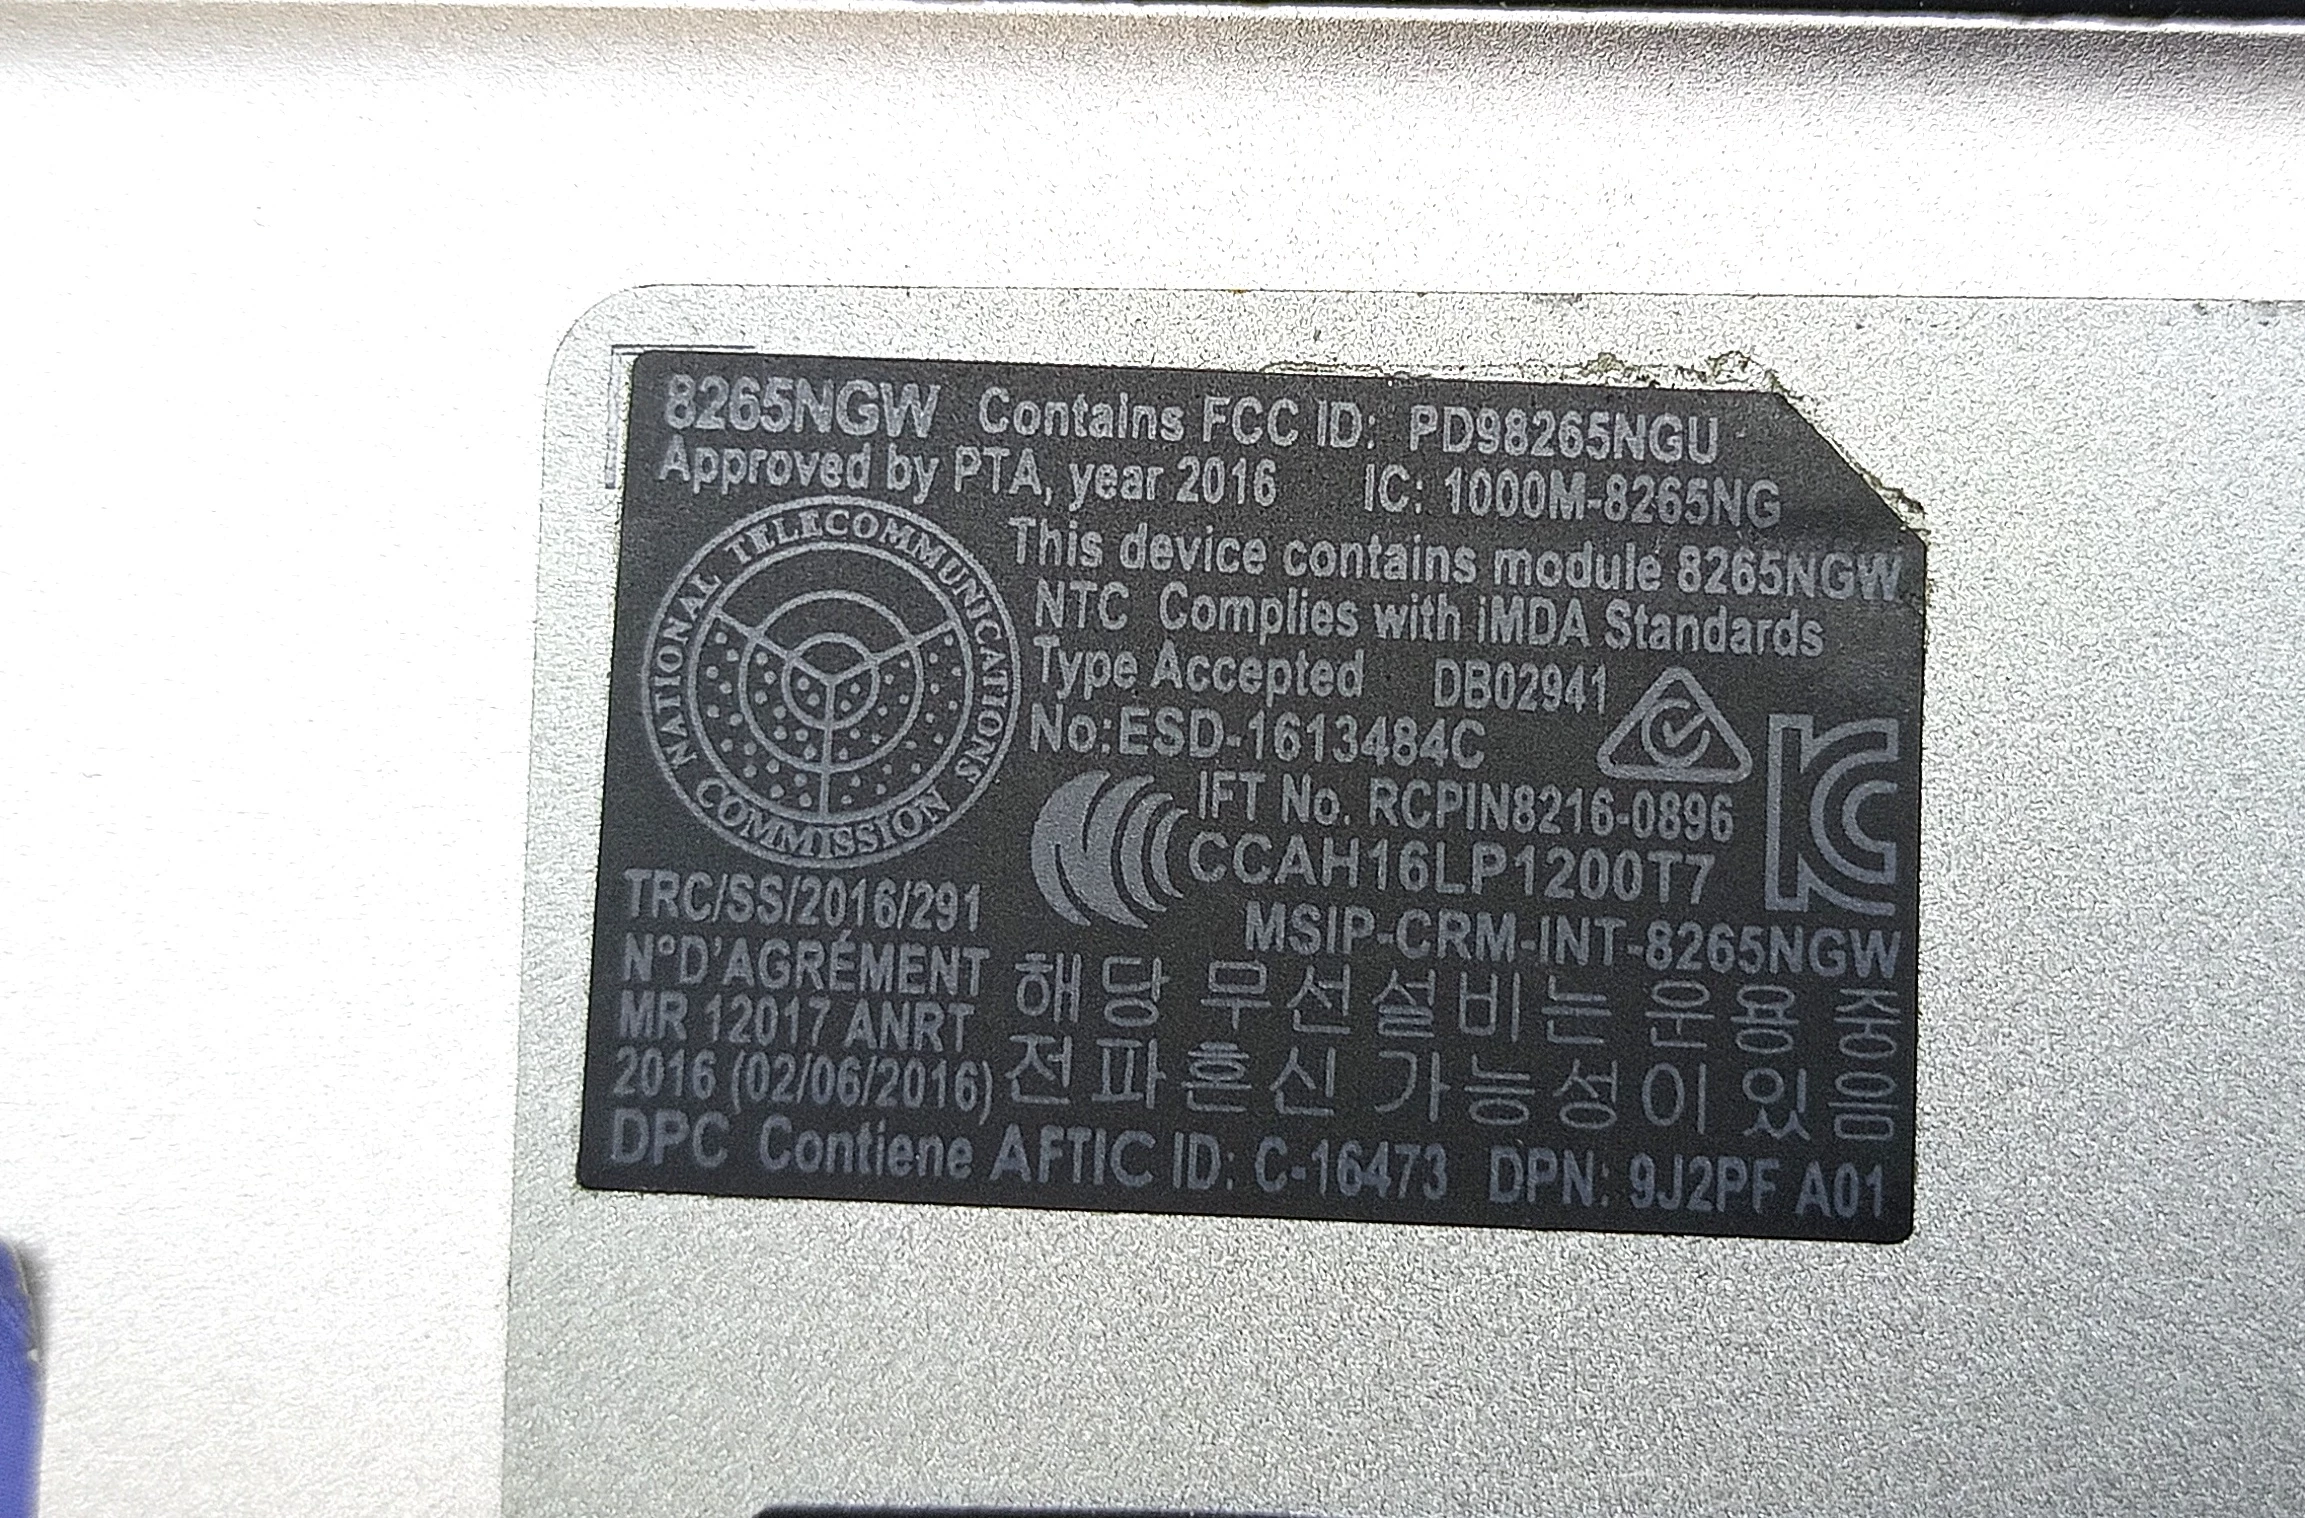 8265NGW Contains FCC ID: PD98265NGU
Approved by PTA, year 2016 IC: 1000M-8265NG
NATIONAL TELECOMMUNICATIONS COMMISSION
This device contains module 8265NGW
NTC Complies with iMDA Standards
Type Accepted DB02941
No:ESD-1613484C
IFT No. RCPIN8216-0896
CCAH16LP1200T7
MSIP-CRM-INT-8265NGW
TRC/SS/2016/291
N°D'AGRÉMENT
MR 12017 ANRT
2016 (02/06/2016)
해당 무선설비는 운용 중
전파혼신 가능성이 있음
DPC Contiene AFTIC ID: C-16473 DPN: 9J2PF A01